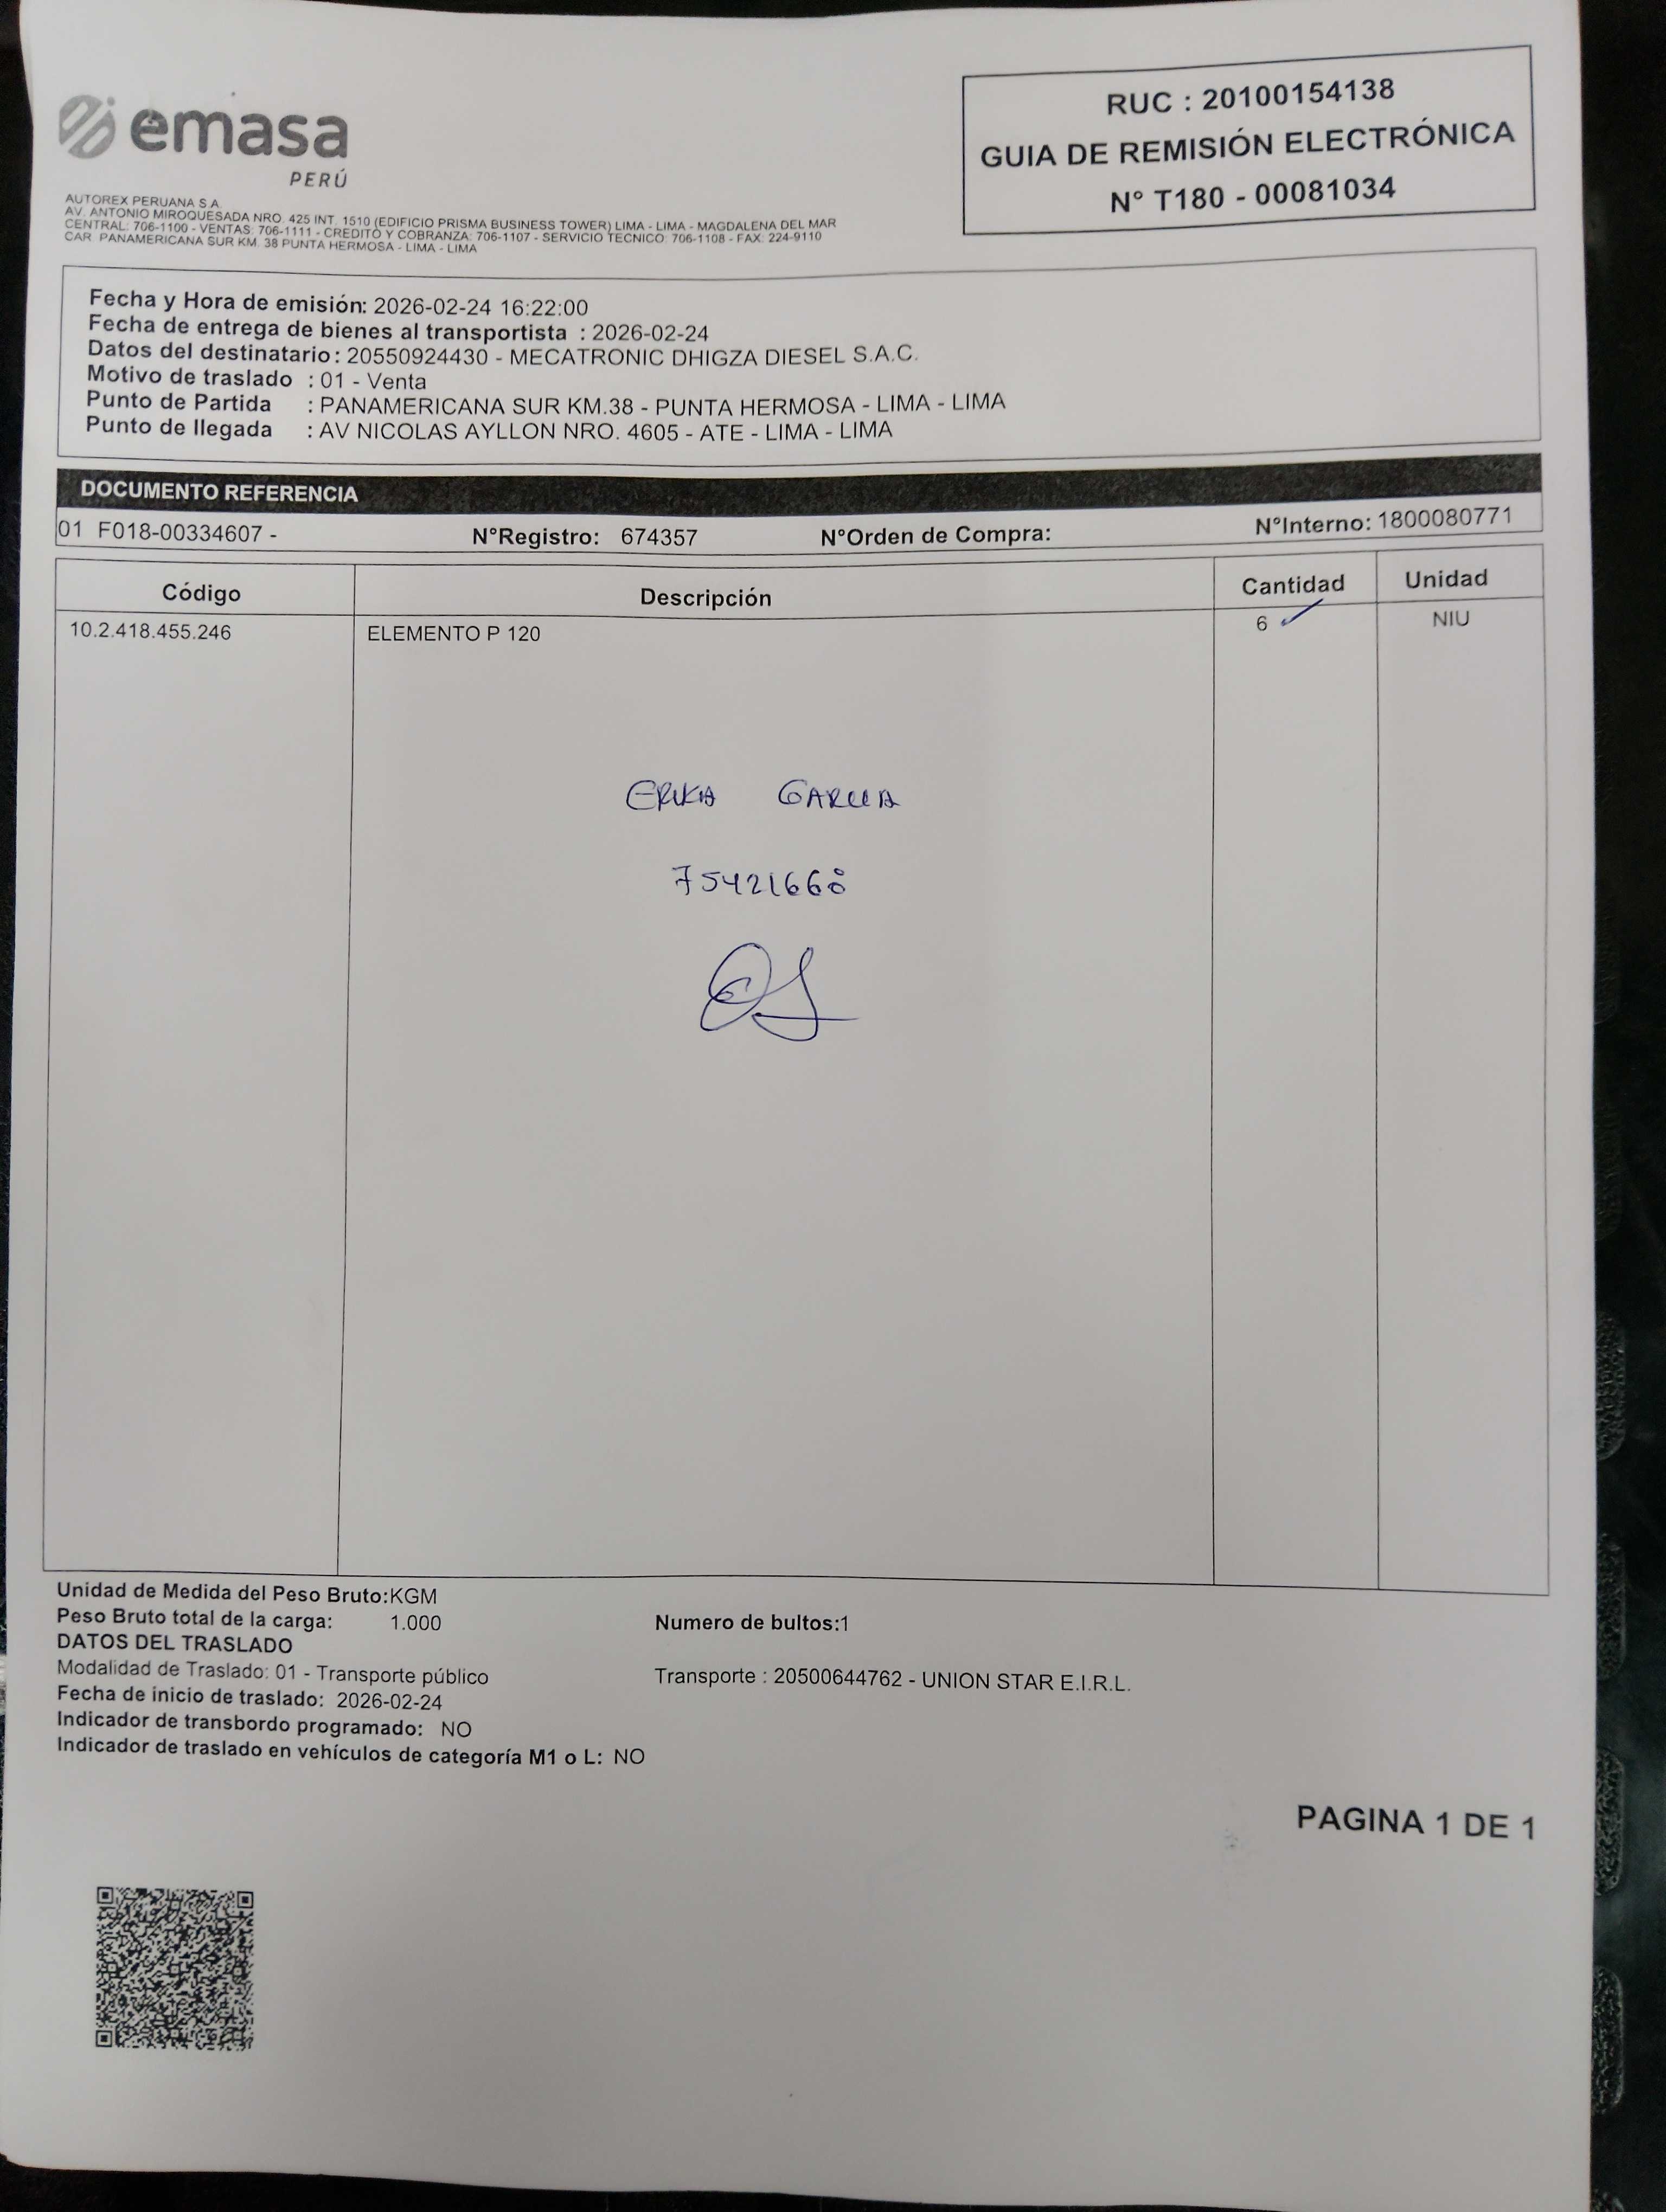 emasa
PERÚ
RUC : 20100154138
GUIA DE REMISIÓN ELECTRÓNICA
N° T180 - 00081034
AUTOREX PERUANA S.A.
AV. ANTONIO MIROQUESADA NRO. 425 INT. 1510 (EDIFICIO PRISMA BUSINESS TOWER) LIMA - LIMA - MAGDALENA DEL MAR
CENTRAL: 706-1100 - VENTAS: 706-1111 - CREDITO Y COBRANZA: 706-1107 - SERVICIO TECNICO: 706-1108 - FAX: 224-9110
CAR. PANAMERICANA SUR KM. 38 PUNTA HERMOSA - LIMA - LIMA
Fecha y Hora de emisión: 2026-02-24 16:22:00
Fecha de entrega de bienes al transportista : 2026-02-24
Datos del destinatario: 20550924430 - MECATRONIC DHIGZA DIESEL S.A.C.
Motivo de traslado : 01 - Venta
Punto de Partida : PANAMERICANA SUR KM.38 - PUNTA HERMOSA - LIMA - LIMA
Punto de llegada : AV NICOLAS AYLLON NRO. 4605 - ATE - LIMA - LIMA
DOCUMENTO REFERENCIA
01 F018-00334607 - N°Registro: 674357 N°Orden de Compra: N°Interno: 1800080771
Código Descripción Cantidad Unidad
10.2.418.455.246 ELEMENTO P 120 6 NIU
ERIKA GARCIA
75421668
Unidad de Medida del Peso Bruto:KGM
Peso Bruto total de la carga: 1.000 Numero de bultos:1
DATOS DEL TRASLADO
Modalidad de Traslado: 01 - Transporte público Transporte : 20500644762 - UNION STAR E.I.R.L.
Fecha de inicio de traslado: 2026-02-24
Indicador de transbordo programado: NO
Indicador de traslado en vehículos de categoría M1 o L: NO
PAGINA 1 DE 1